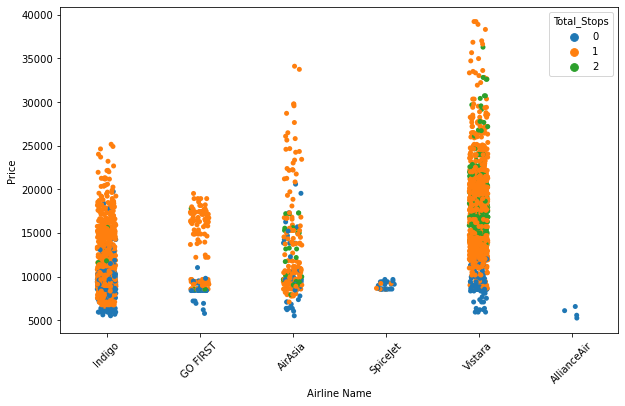 Total_Stops
0
1
2
Price
40000
35000
30000
25000
20000
15000
10000
5000
Indigo
GO FIRST
AirAsia
SpiceJet
Vistara
AllianceAir
Airline Name